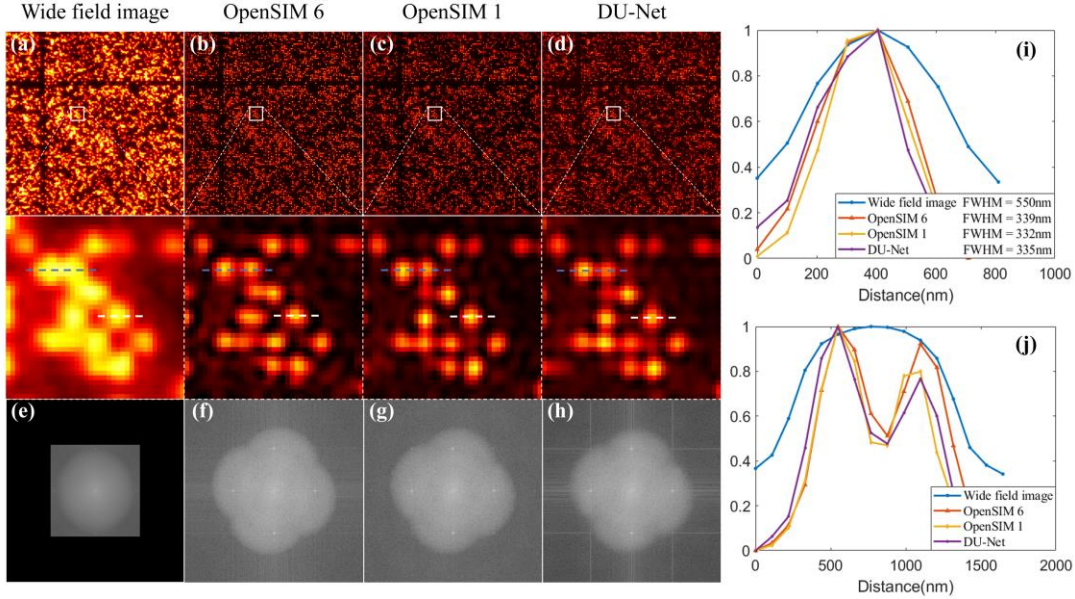 Wide field image OpenSIM 6 OpenSIM 1 DU-Net
(a) (b) (c) (d)
(e) (f) (g) (h)
(i)
1
0.8
0.6
0.4
0.2
0
Wide field image FWHM = 550nm
OpenSIM 6 FWHM = 339nm
OpenSIM 1 FWHM = 332nm
DU-Net FWHM = 335nm
0 200 400 600 800 1000
Distance(nm)
(j)
1
0.8
0.6
0.4
0.2
0
Wide field image
OpenSIM 6
OpenSIM 1
DU-Net
0 500 1000 1500 2000
Distance(nm)